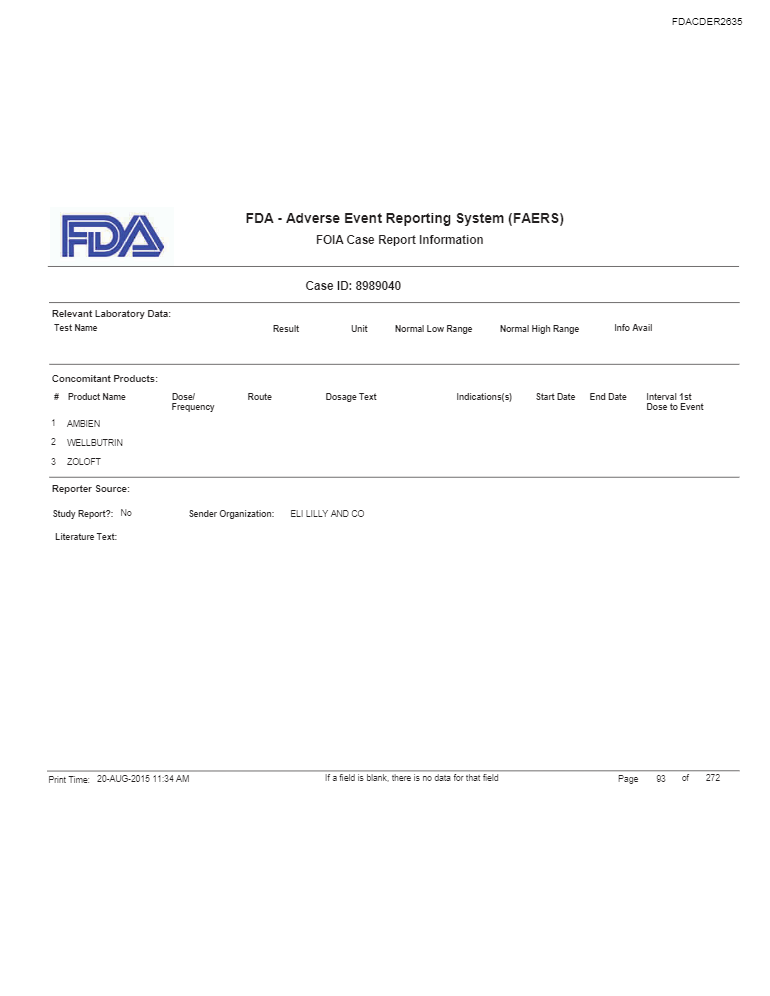 FDACDER2635
FDA
FDA - Adverse Event Reporting System (FAERS)
FOIA Case Report Information
Case ID: 8989040
Relevant Laboratory Data:
Test Name Result Unit Normal Low Range Normal High Range Info Avail
Concomitant Products:
# Product Name Dose/ Route Dosage Text Indications(s) Start Date End Date Interval 1st
Frequency Dose to Event
1 AMBIEN
2 WELLBUTRIN
3 ZOLOFT
Reporter Source:
Study Report?: No Sender Organization: ELI LILLY AND CO
Literature Text:
Print Time: 20-AUG-2015 11:34 AM If a field is blank, there is no data for that field Page 93 of 272